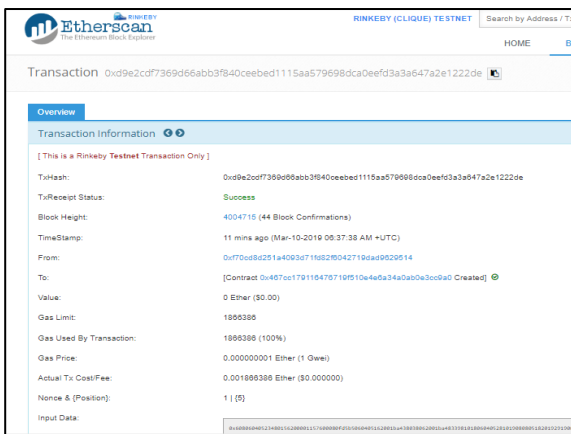 RINKEBY
Etherscan
The Ethereum Block Explorer
RINKEBY (CLIQUE) TESTNET
Search by Address / Tx
HOME
B
Transaction 0xd9e2cdf7369d66abb3f840ceebed1115aa579698dca0eefd3a3a647a2e1222de
Overview
Transaction Information
[ This is a Rinkeby Testnet Transaction Only ]
TxHash: 0xd9e2cdf7369d66abb3f840ceebed1115aa579698dca0eefd3a3a647a2e1222de
TxReceipt Status: Success
Block Height: 4004715 (44 Block Confirmations)
TimeStamp: 11 mins ago (Mar-10-2019 06:37:38 AM +UTC)
From: 0xf70cd8d251a4093d71fd82f6042719dad9629514
To: [Contract 0x467cc179116476719f510e4e6a34a0ab0e3cc9a0 Created]
Value: 0 Ether ($0.00)
Gas Limit: 1866386
Gas Used By Transaction: 1866386 (100%)
Gas Price: 0.000000001 Ether (1 Gwei)
Actual Tx Cost/Fee: 0.001866386 Ether ($0.000000)
Nonce & {Position}: 1 | {5}
Input Data: